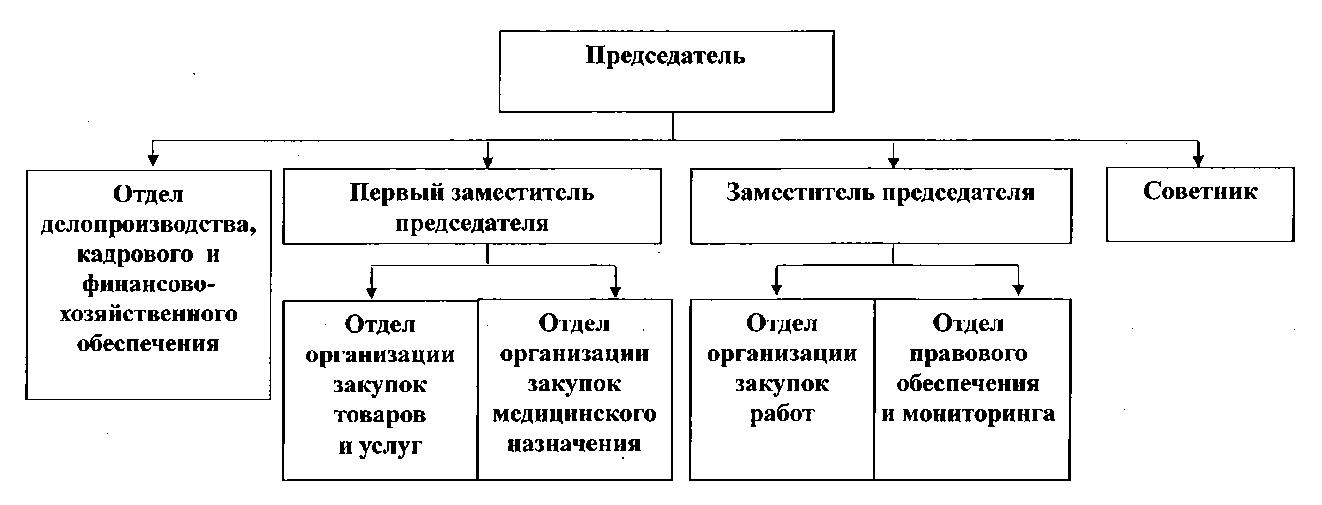 Председатель
Отдел
делопроизводства,
кадрового и
финансово-
хозяйственного
обеспечения
Первый заместитель
председателя
Заместитель председателя
Советник
Отдел
организации
закупок
товаров
и услуг
Отдел
организации
закупок
медицинского
назначения
Отдел
организации
закупок
работ
Отдел
правового
обеспечения
и мониторинга